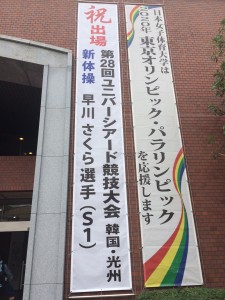 祝出場
第28回ユニバーシアード競技大会 韓国・光州
新体操
早川 さくら選手(S1)
日本女子体育大学は
2020年 東京オリンピック・パラリンピック
を応援します